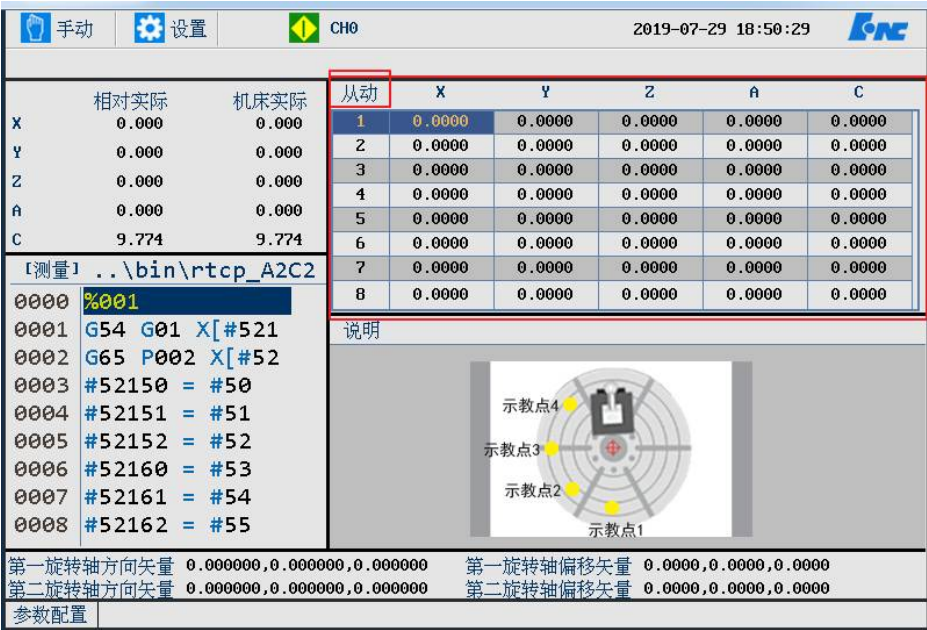 手动 设置 CH0 2019-07-29 18:50:29 HNC
相对实际 机床实际
X 0.000 0.000
Y 0.000 0.000
Z 0.000 0.000
A 0.000 0.000
C 9.774 9.774
从动 X Y Z A C
1 0.0000 0.0000 0.0000 0.0000 0.0000
2 0.0000 0.0000 0.0000 0.0000 0.0000
3 0.0000 0.0000 0.0000 0.0000 0.0000
4 0.0000 0.0000 0.0000 0.0000 0.0000
5 0.0000 0.0000 0.0000 0.0000 0.0000
6 0.0000 0.0000 0.0000 0.0000 0.0000
7 0.0000 0.0000 0.0000 0.0000 0.0000
8 0.0000 0.0000 0.0000 0.0000 0.0000
[测量] ..\bin\rtcp_A2C2
0000 %001
0001 G54 G01 X[#521
0002 G65 P002 X[#52
0003 #52150 = #50
0004 #52151 = #51
0005 #52152 = #52
0006 #52160 = #53
0007 #52161 = #54
0008 #52162 = #55
说明
示教点4
示教点3
示教点2
示教点1
第一旋转轴方向矢量 0.000000,0.000000,0.000000 第一旋转轴偏移矢量 0.0000,0.0000,0.0000
第二旋转轴方向矢量 0.000000,0.000000,0.000000 第二旋转轴偏移矢量 0.0000,0.0000,0.0000
参数配置